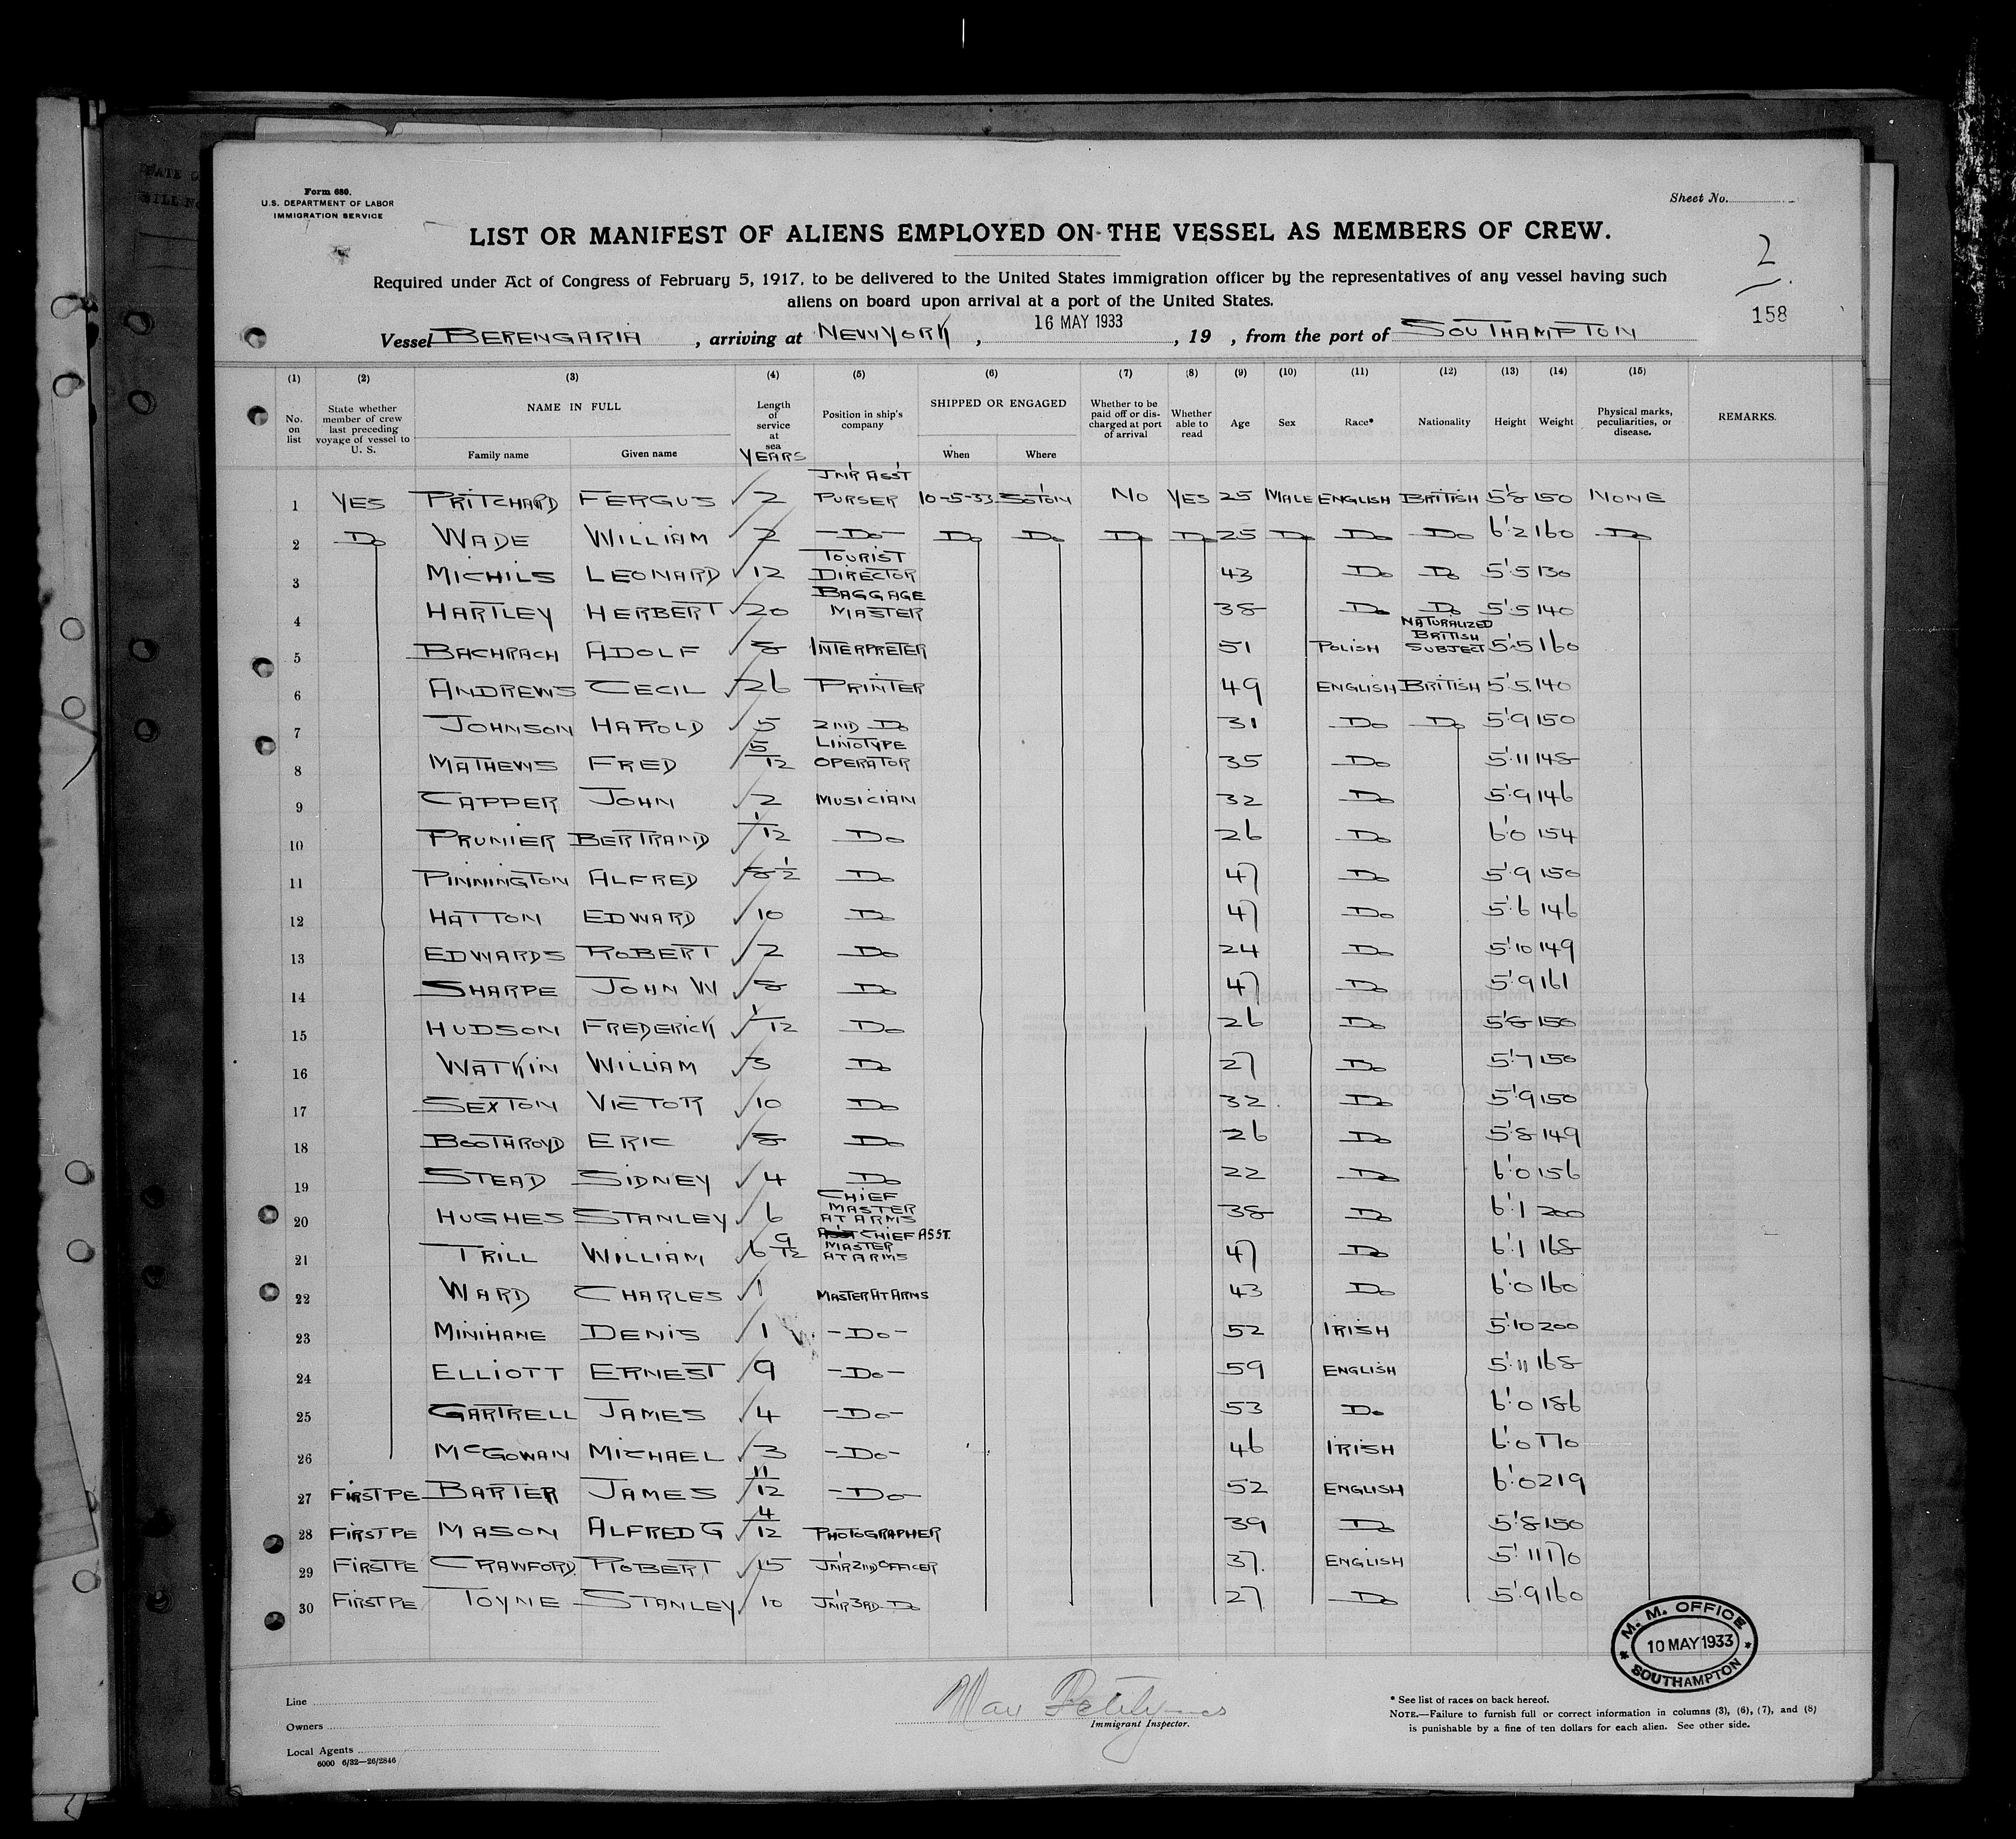 Form 680.
U.S. DEPARTMENT OF LABOR
IMMIGRATION SERVICE
Sheet No.
LIST OR MANIFEST OF ALIENS EMPLOYED ON THE VESSEL AS MEMBERS OF CREW.
2
Required under Act of Congress of February 5, 1917, to be delivered to the United States immigration officer by the representatives of any vessel having such
aliens on board upon arrival at a port of the United States.
158
Vessel BERENGARIA, arriving at NEW YORK, 16 MAY 1933, 19 , from the port of SOUTHAMPTON
(1) (2) (3) (4) (5) (6) (7) (8) (9) (10) (11) (12) (13) (14) (15)
No. on list State whether member of crew last preceding voyage of vessel to U. S. NAME IN FULL Family name Given name Length of service at sea YEARS Position in ship's company SHIPPED OR ENGAGED When Where Whether to be paid off or discharged at port of arrival Whether able to read Age Sex Race* Nationality Height Weight Physical marks, peculiarities, or disease. REMARKS.
1 YES PRITCHARD FERGUS 2 JNR ASST PURSER 10-5-33 SOTON NO YES 25 MALE ENGLISH BRITISH 5'8 150 NONE
2 Do WADE WILLIAM 2 -Do- Do Do Do Do 25 Do Do Do 6'2 160 Do
3 MICHILS LEONARD 12 TOURIST DIRECTOR 43 Do Do 5'5 130
4 HARTLEY HERBERT 20 BAGGAGE MASTER 38 Do Do 5'5 140
5 BACHRACH ADOLF 8 INTERPRETER 51 POLISH NATURALIZED BRITISH SUBJECT 5'5 160
6 ANDREWS CECIL 26 PRINTER 49 ENGLISH BRITISH 5'5 140
7 JOHNSON HAROLD 5 2ND Do 31 Do Do 5'9 150
8 MATHEWS FRED 5/12 LINOTYPE OPERATOR 35 Do 5'11 148
9 CAPPER JOHN 2 MUSICIAN 32 Do 5'9 146
10 PRUNIER BERTRAND 1/12 Do 26 Do 6'0 154
11 PINNINGTON ALFRED 8 1/2 Do 47 Do 5'9 150
12 HATTON EDWARD 10 Do 47 Do 5'6 146
13 EDWARDS ROBERT 2 Do 24 Do 5'10 149
14 SHARPE JOHN W 8 Do 47 Do 5'9 161
15 HUDSON FREDERICK 1/12 Do 26 Do 5'8 150
16 WATKIN WILLIAM 3 Do 27 Do 5'7 150
17 SEXTON VICTOR 10 Do 32 Do 5'9 150
18 BOOTHROYD ERIC 8 Do 26 Do 5'8 149
19 STEAD SIDNEY 4 Do 22 Do 6'0 156
20 HUGHES STANLEY 6 CHIEF MASTER AT ARMS 38 Do 6'1 200
21 TRILL WILLIAM 6 9/12 CHIEF ASST. MASTER AT ARMS 47 Do 6'1 168
22 WARD CHARLES 1 MASTER AT ARMS 43 Do 6'0 160
23 MINIHANE DENIS 1 -Do- 52 IRISH 5'10 200
24 ELLIOTT ERNEST 9 -Do- 59 ENGLISH 5'11 168
25 GARTRELL JAMES 4 -Do- 53 Do 6'0 186
26 McGOWAN MICHAEL 3 -Do- 46 IRISH 6'0 170
27 FIRST PE BARTER JAMES 11/12 -Do- 52 ENGLISH 6'0 219
28 FIRST PE MASON ALFRED G 4/12 PHOTOGRAPHER 39 Do 5'8 150
29 FIRST PE CRAWFORD ROBERT 15 JNR 2ND OFFICER 37. ENGLISH 5'11 170
30 FIRST PE TOYNE STANLEY 10 JNR 3RD Do 27 Do 5'9 160
M. M. OFFICE
10 MAY 1933
SOUTHAMPTON
Line
Owners
Local Agents
6000 6/32—26/2846
Immigrant Inspector.
* See list of races on back hereof.
NOTE.—Failure to furnish full or correct information in columns (3), (6), (7), and (8)
is punishable by a fine of ten dollars for each alien. See other side.